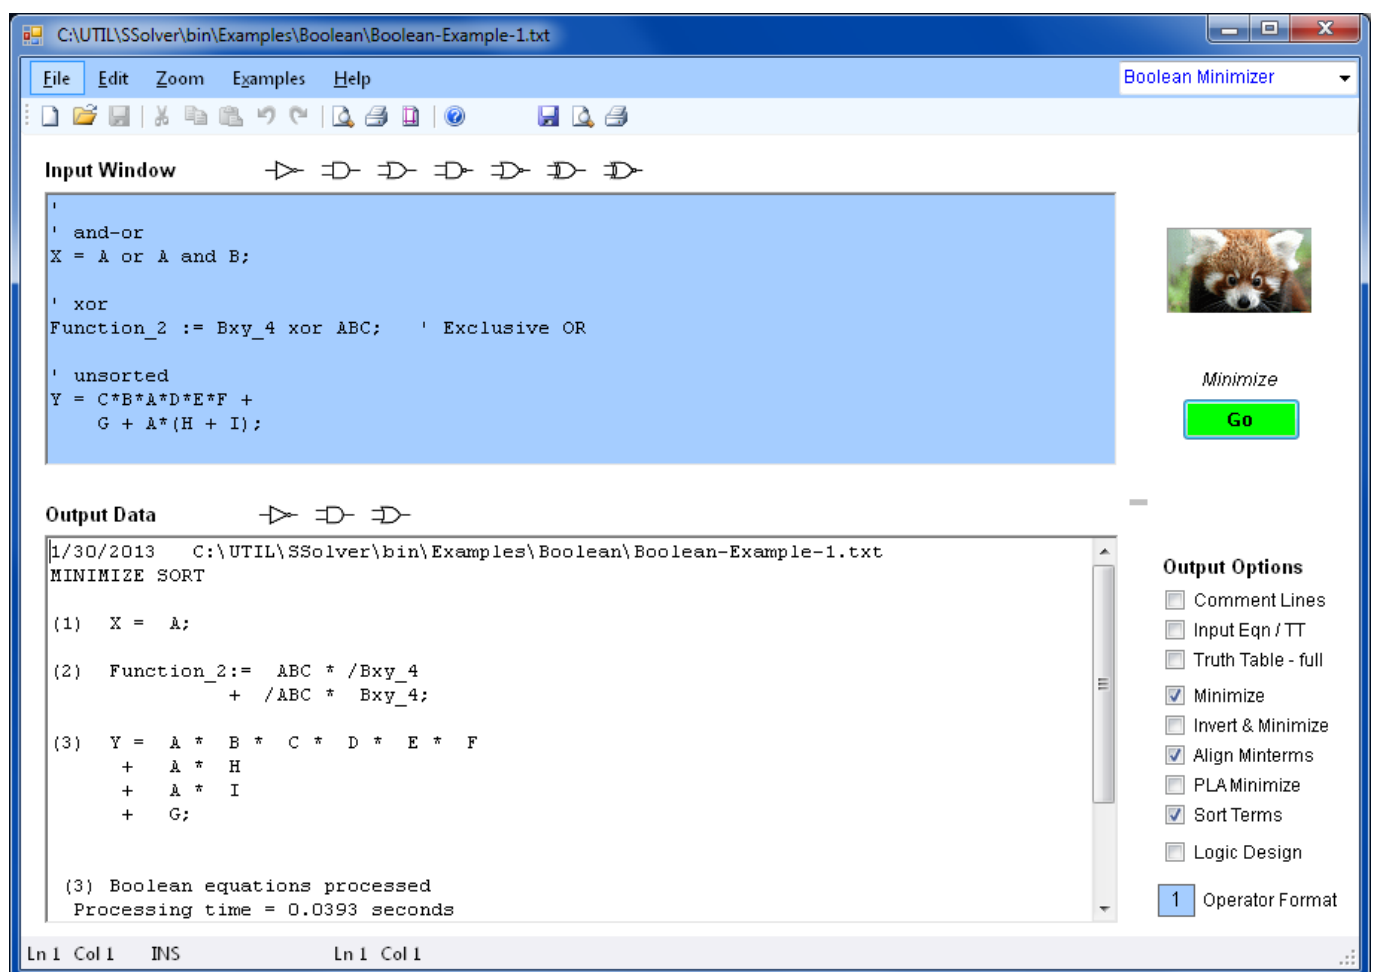 C:\UTIL\SSolver\bin\Examples\Boolean\Boolean-Example-1.txt
File Edit Zoom Examples Help
Boolean Minimizer
Input Window
'
' and-or
X = A or A and B;
' xor
Function_2 := Bxy_4 xor ABC;   ' Exclusive OR
' unsorted
Y = C*B*A*D*E*F +
    G + A*(H + I);
Minimize
Go
Output Data
1/30/2013   C:\UTIL\SSolver\bin\Examples\Boolean\Boolean-Example-1.txt
MINIMIZE SORT
(1)  X =  A;
(2)  Function_2:=  ABC * /Bxy_4
               +  /ABC *  Bxy_4;
(3)  Y =  A *  B *  C *  D *  E *  F
      +   A *  H
      +   A *  I
      +   G;
(3) Boolean equations processed
Processing time = 0.0393 seconds
Output Options
Comment Lines
Input Eqn / TT
Truth Table - full
Minimize
Invert & Minimize
Align Minterms
PLA Minimize
Sort Terms
Logic Design
1 Operator Format
Ln 1 Col 1 INS Ln 1 Col 1